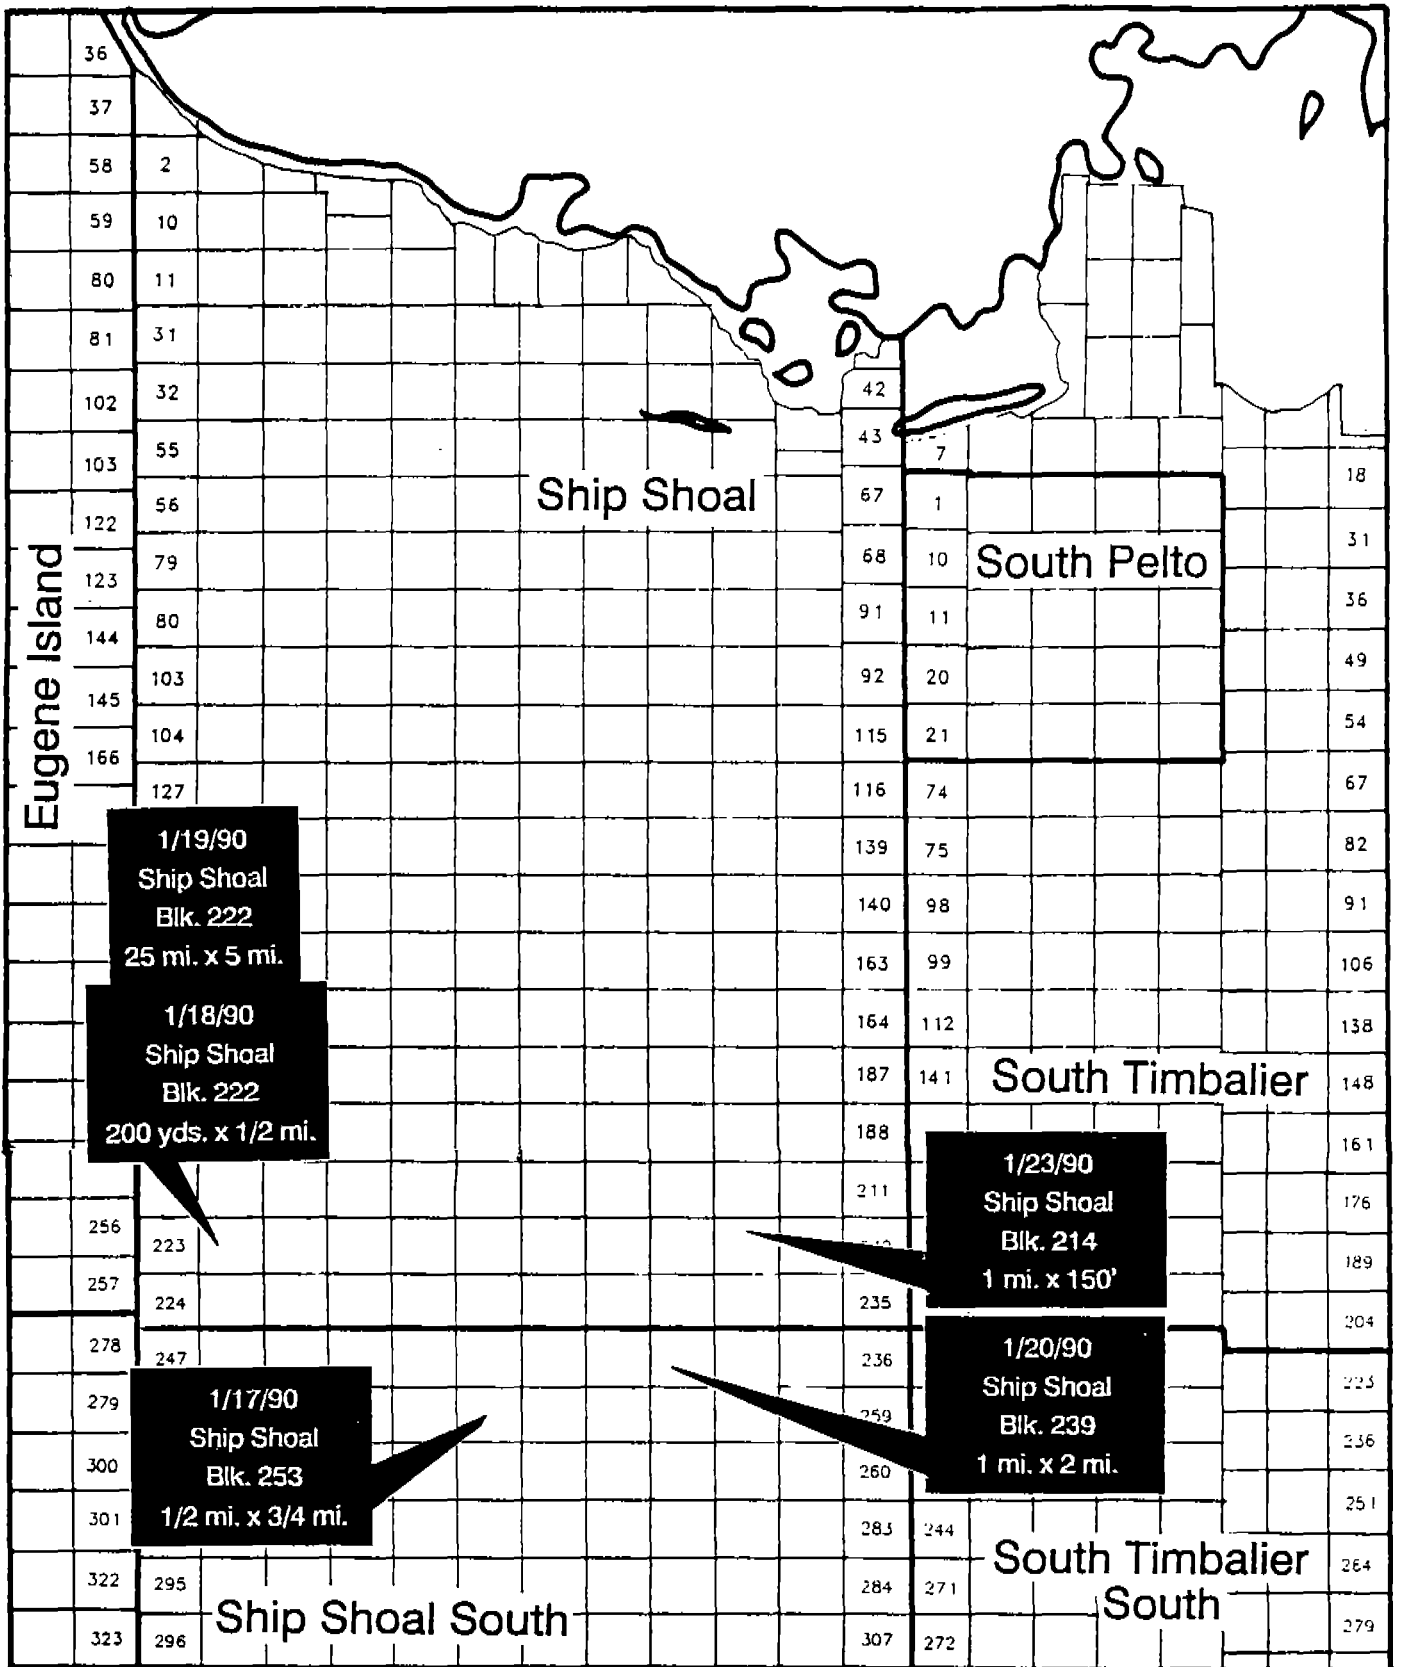 36
37
58 2
59 10
80 11
81 31
102 32 42
103 55 43 7 18
122 56 Ship Shoal 67 1
31
123 79 68 10 South Pelto
36
144 80 91 11
49
145 103 92 20
54
166 104 115 21
Eugene Island
127 116 74 67
139 75 82
140 98 91
163 99 106
164 112 138
187 141 South Timbalier 148
188 161
211 176
256 223 189
257 224 235 204
278 247 236 223
279 259 236
300 260 251
301 283 244
322 295 284 271 264
323 296 307 272 279
1/19/90
Ship Shoal
Blk. 222
25 mi. x 5 mi.
1/18/90
Ship Shoal
Blk. 222
200 yds. x 1/2 mi.
1/23/90
Ship Shoal
Blk. 214
1 mi. x 150'
1/20/90
Ship Shoal
Blk. 239
1 mi. x 2 mi.
1/17/90
Ship Shoal
Blk. 253
1/2 mi. x 3/4 mi.
Ship Shoal South
South Timbalier
South